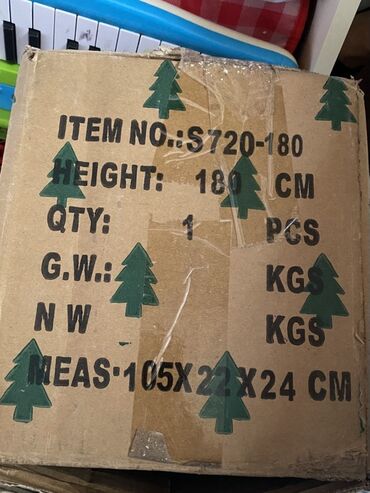 ITEM NO.:S720-180
HEIGHT: 180 CM
QTY: 1 PCS
G.W.: KGS
N W KGS
MEAS.105X22X24 CM